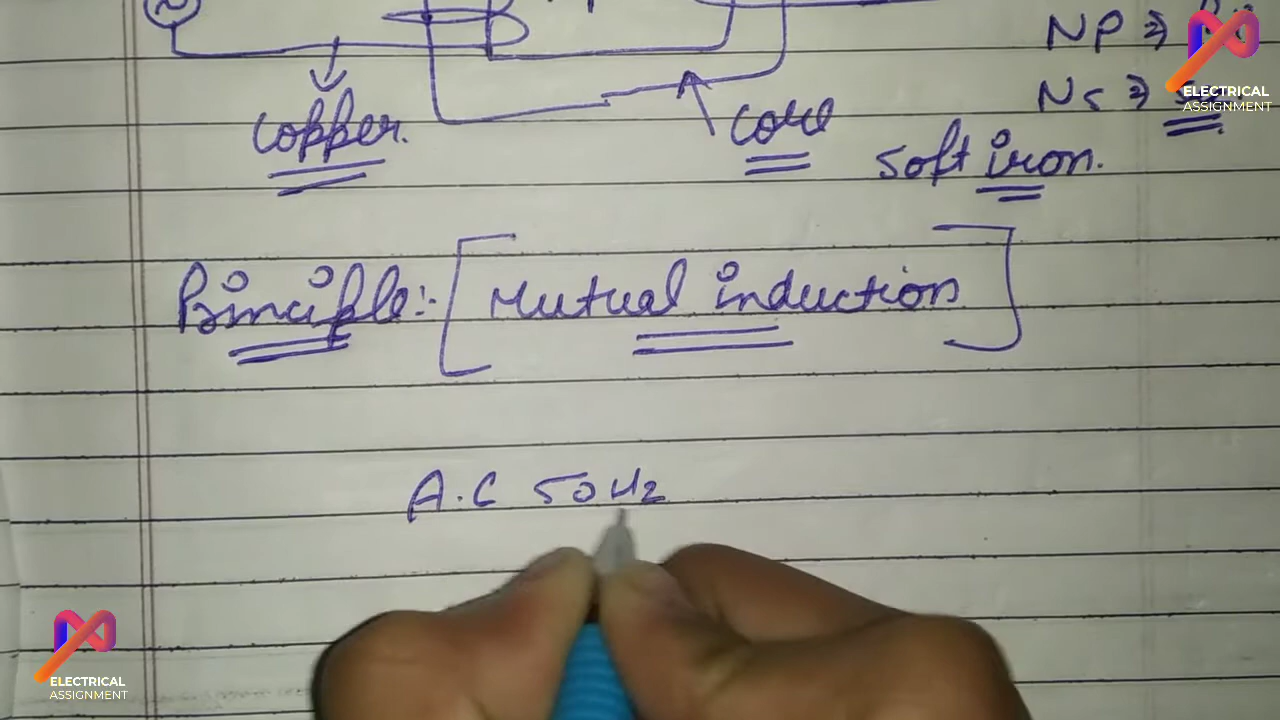 NP ⇒
ELECTRICAL
ASSIGNMENT
Ns ⇒
copper.
core
soft iron.
Principle:- [Mutual induction]
A.C 50Hz
ELECTRICAL
ASSIGNMENT